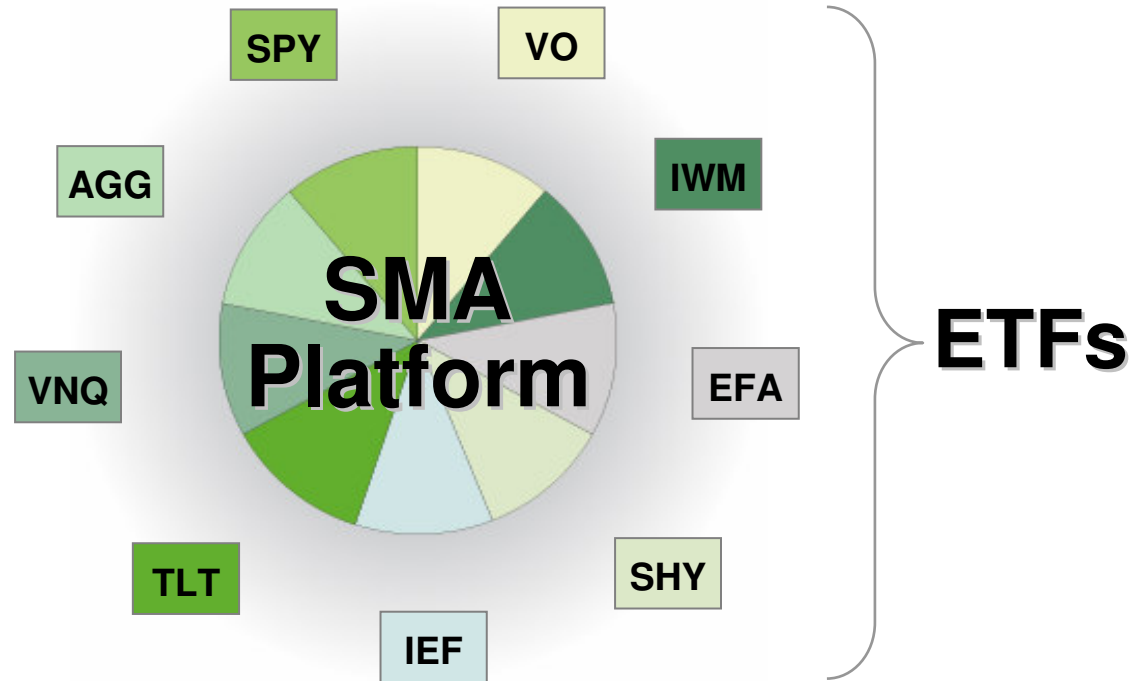 SPY
VO
AGG
IWM
SMA
Platform
ETFs
VNQ
EFA
TLT
SHY
IEF